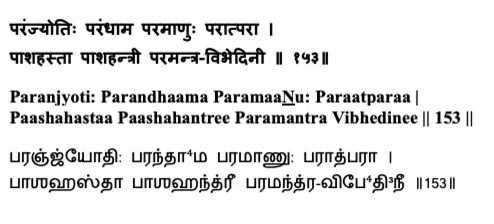 परंज्योतिः परंधाम परमाणुः परात्परा ।
पाशहस्ता पाशहन्त्री परमन्त्र-विभेदिनी ॥ १५३॥
Paranjyoti: Parandhaama ParamaaNu: Paraatparaa |
Paashahastaa Paashahantree Paramantra Vibhedinee || 153 ||
பரஞ்ஜ்யோதி: பரந்தா⁴ம பரமாணு: பராத்பரா ।
பாஶஹஸ்தா பாஶஹந்த்ரீ பரமந்த்ர-விபே⁴தி³நீ ॥153॥